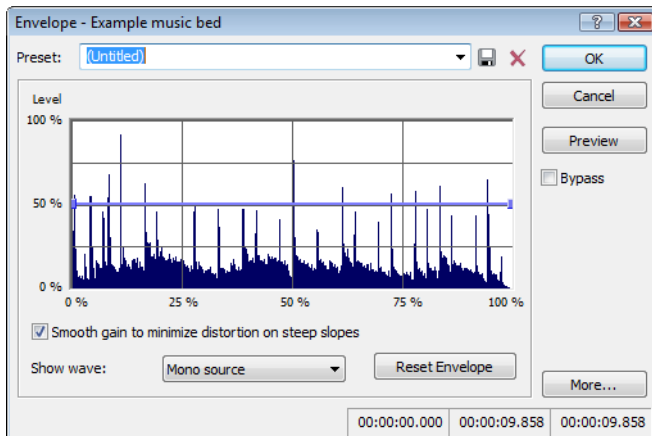 Envelope - Example music bed
Preset: (Untitled)
OK
Cancel
Preview
Bypass
Level
100 %
50 %
0 %
0 % 25 % 50 % 75 % 100 %
Smooth gain to minimize distortion on steep slopes
Show wave: Mono source Reset Envelope
More...
00:00:00.000 00:00:09.858 00:00:09.858